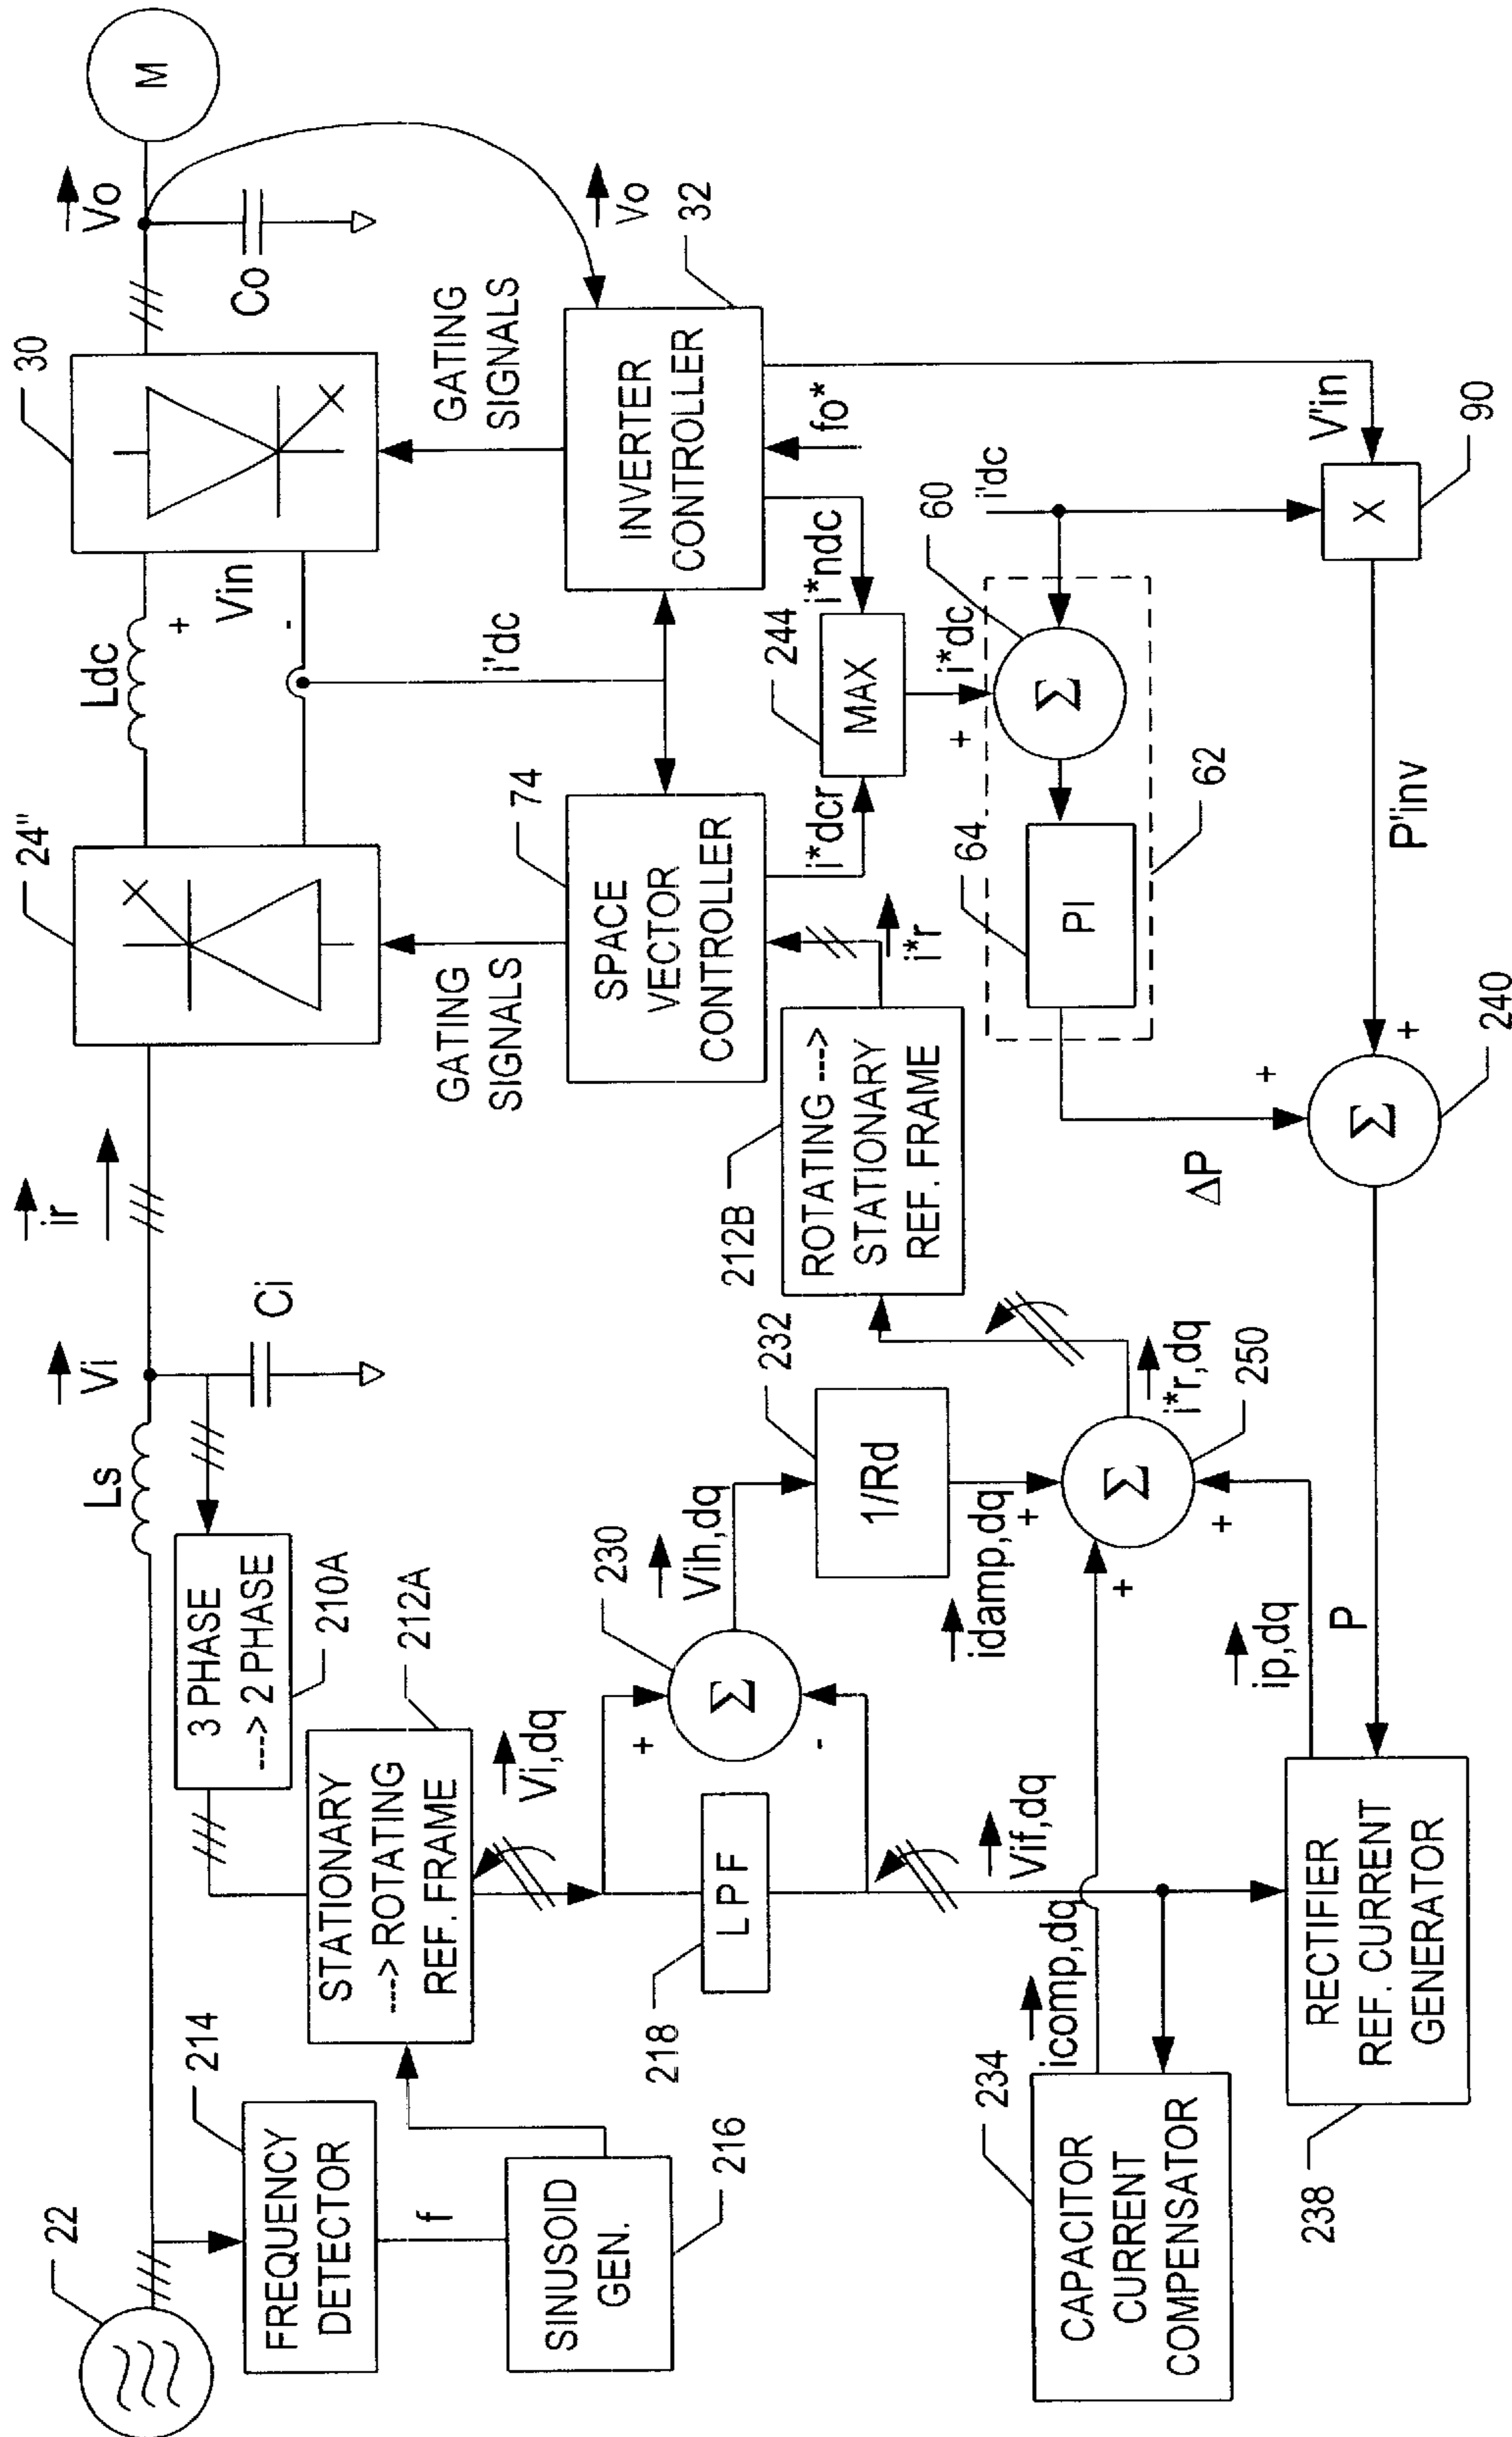 22
Ls
Vi
Ci
ir
24"
Ldc
+
Vin
-
30
Vo
Co
M
214
FREQUENCY
DETECTOR
f
SINUSOID
GEN.
216
3 PHASE
---> 2 PHASE
210A
STATIONARY
---> ROTATING
REF. FRAME
212A
Vi,dq
LPF
218
230
Σ
+
-
Vih,dq
232
1/Rd
idamp,dq
+
Σ
+
+
250
i*r,dq
212B
ROTATING --->
STATIONARY
REF. FRAME
i*r
GATING
SIGNALS
74
SPACE
VECTOR
CONTROLLER
i'dc
GATING
SIGNALS
INVERTER
CONTROLLER
32
Vo
fo*
i*dcr
i*ndc
244
MAX
+
i*dc
60
Σ
i'dc
64
PI
62
V'in
X
90
P'inv
ΔP
+
+
Σ
240
P
Vif,dq
icomp,dq
234
CAPACITOR
CURRENT
COMPENSATOR
ip,dq
RECTIFIER
REF. CURRENT
GENERATOR
238